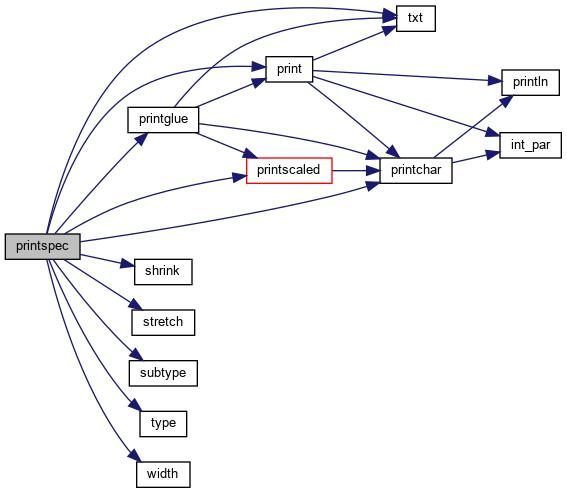 txt
print
println
printglue
int_par
printscaled
printchar
printspec
shrink
stretch
subtype
type
width